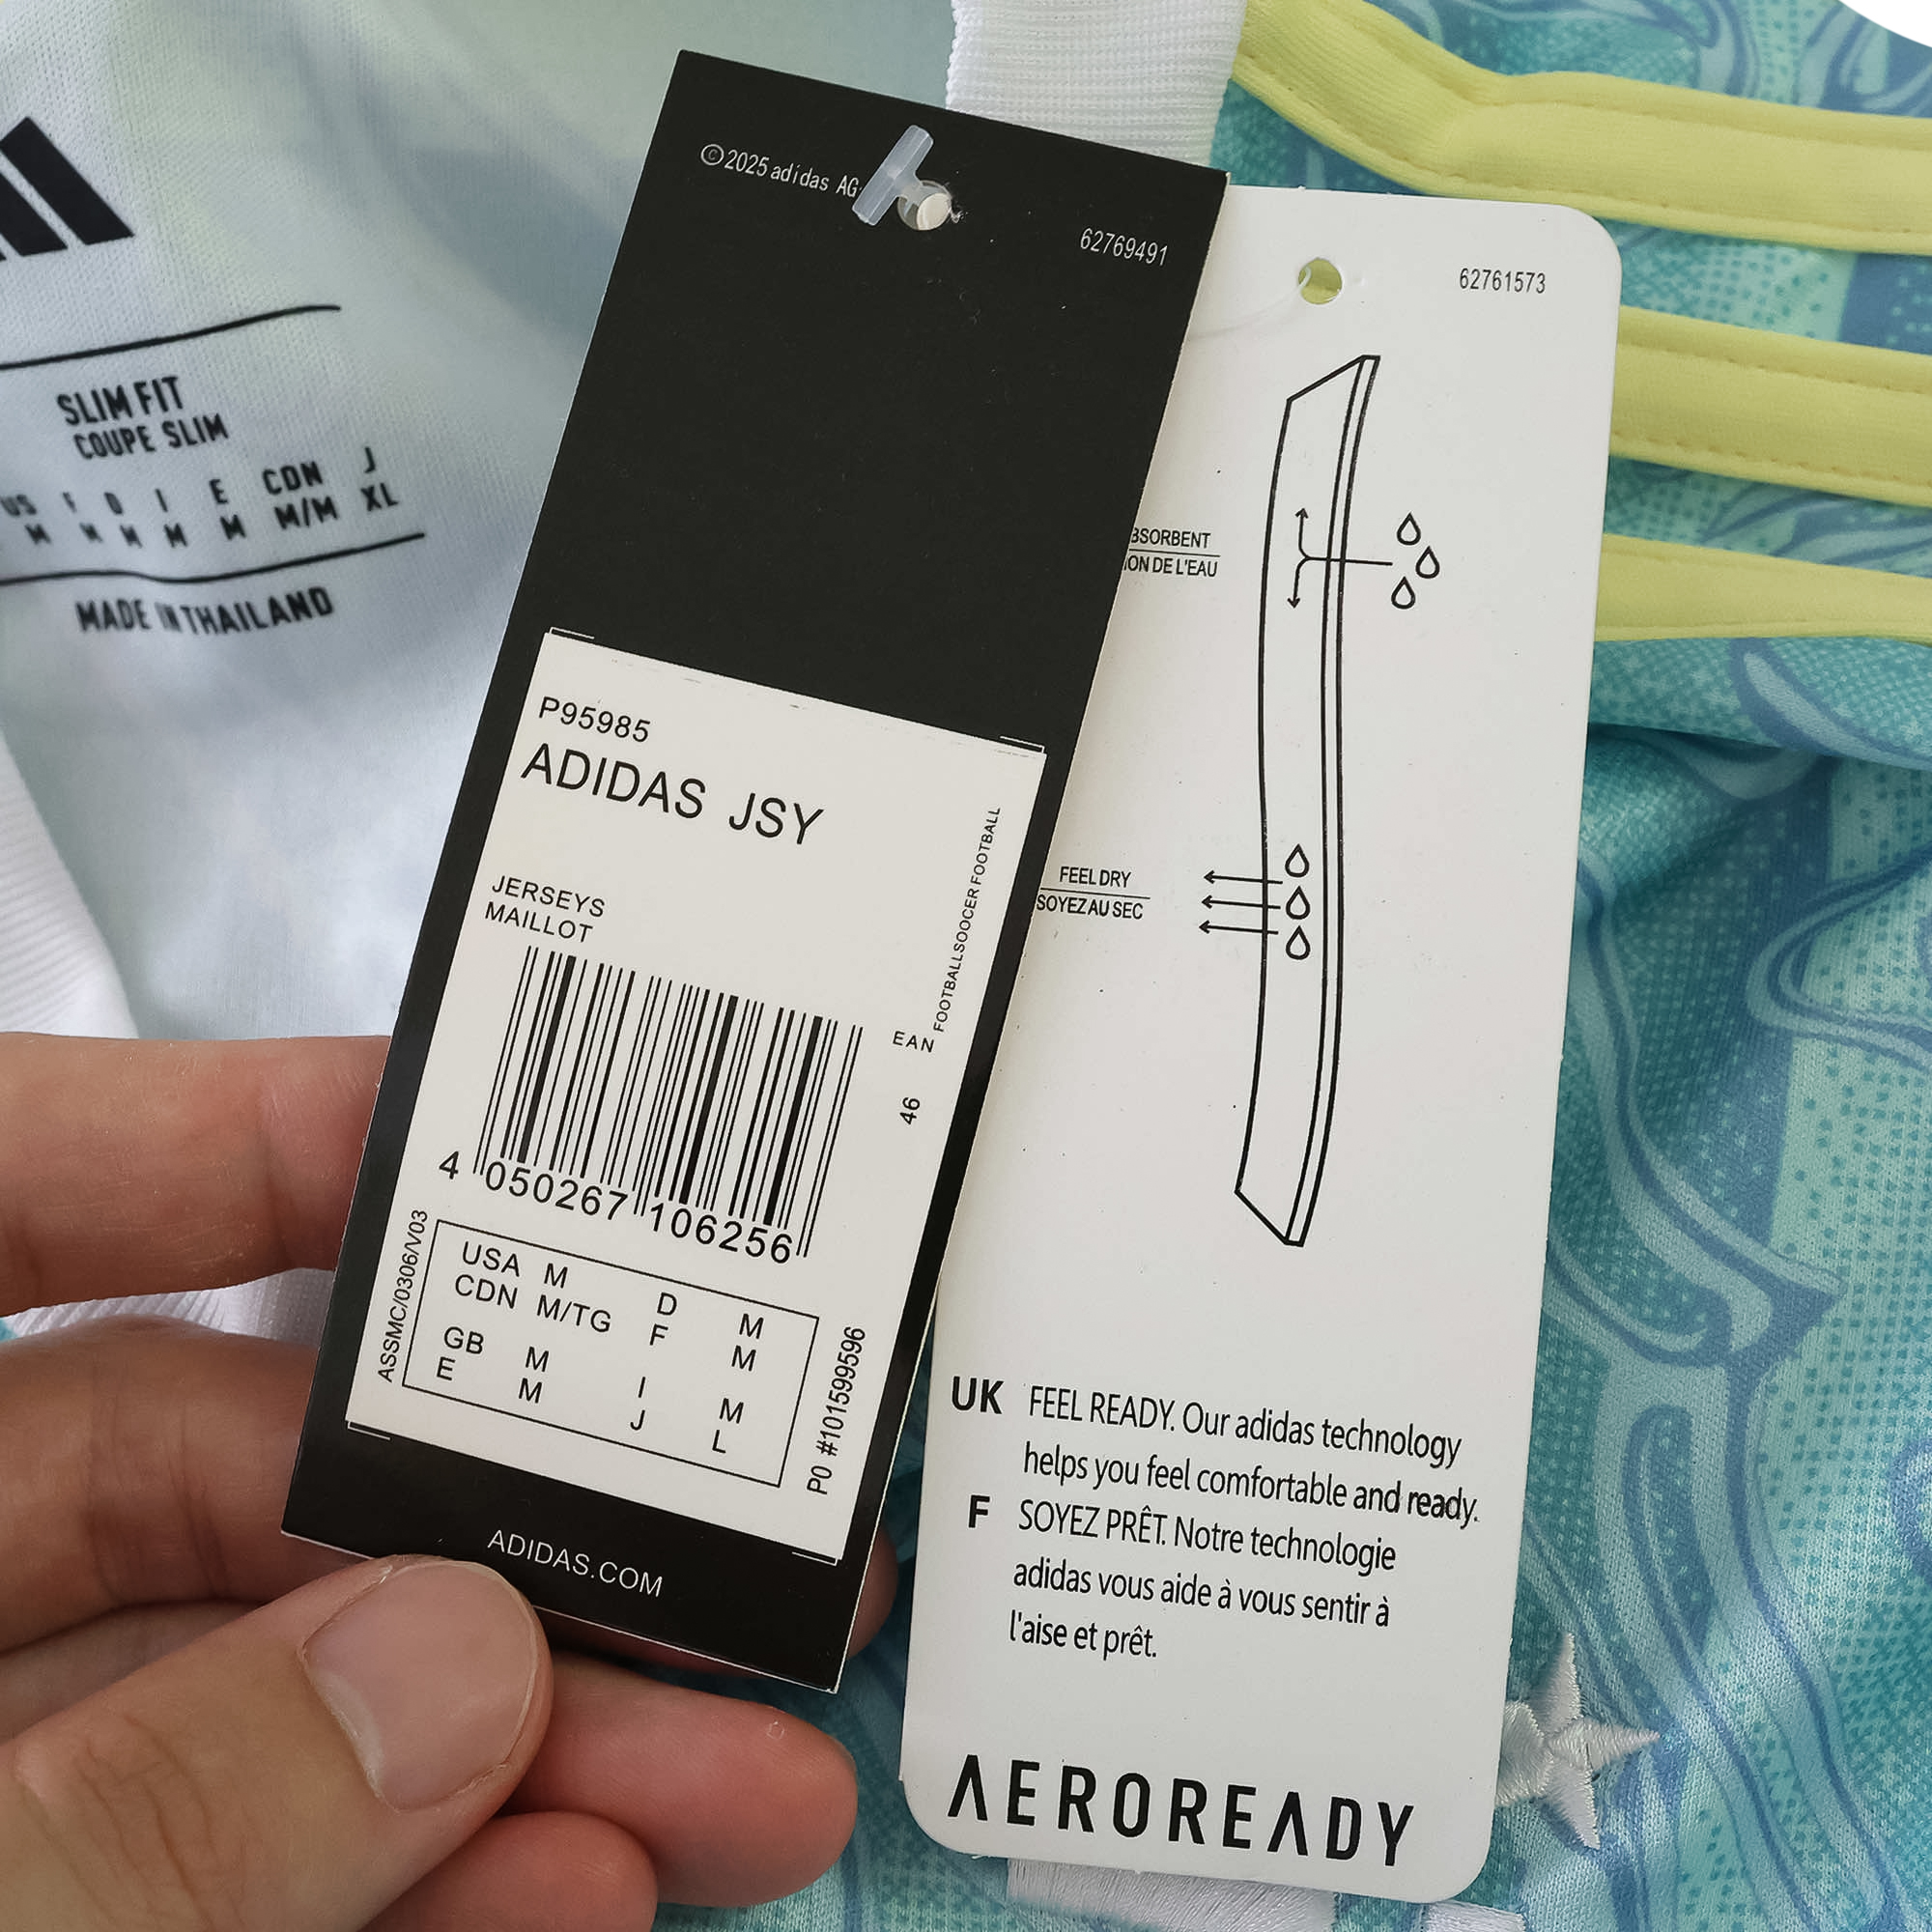 SLIM FIT
COUPE SLIM
US F D I E CDN J
M M M M M M/M XL
MADE IN THAILAND
©2025 adidas AG
62769491
P95985
ADIDAS JSY
JERSEYS
MAILLOT
FOOTBALLSOCCER FOOTBALL
EAN
46
4 050267 106256
ASSMC/0306/V03
USA M D M
CDN M/TG F M
GB M I M
E M J L
PO #101599596
ADIDAS.COM
62761573
BSORBENT
ION DE L'EAU
FEEL DRY
SOYEZ AU SEC
UK FEEL READY. Our adidas technology
helps you feel comfortable and ready.
F SOYEZ PRÊT. Notre technologie
adidas vous aide à vous sentir à
l'aise et prêt.
AEROREADY